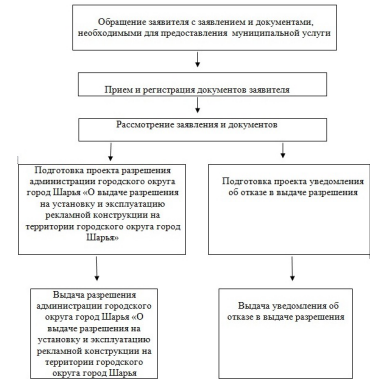 Обращение заявителя с заявлением и документами,
необходимыми для предоставления муниципальной услуги
Прием и регистрация документов заявителя
Рассмотрение заявления и документов
Подготовка проекта разрешения
администрации городского округа
город Шарья «О выдаче разрешения
на установку и эксплуатацию
рекламной конструкции на
территории городского округа город
Шарья»
Подготовка проекта уведомления
об отказе в выдаче разрешения
Выдача разрешения
администрации городского
округа город Шарья «О
выдаче разрешения на
установку и эксплуатацию
рекламной конструкции на
территории городского
округа город Шарья
Выдача уведомления об
отказе в выдаче разрешения